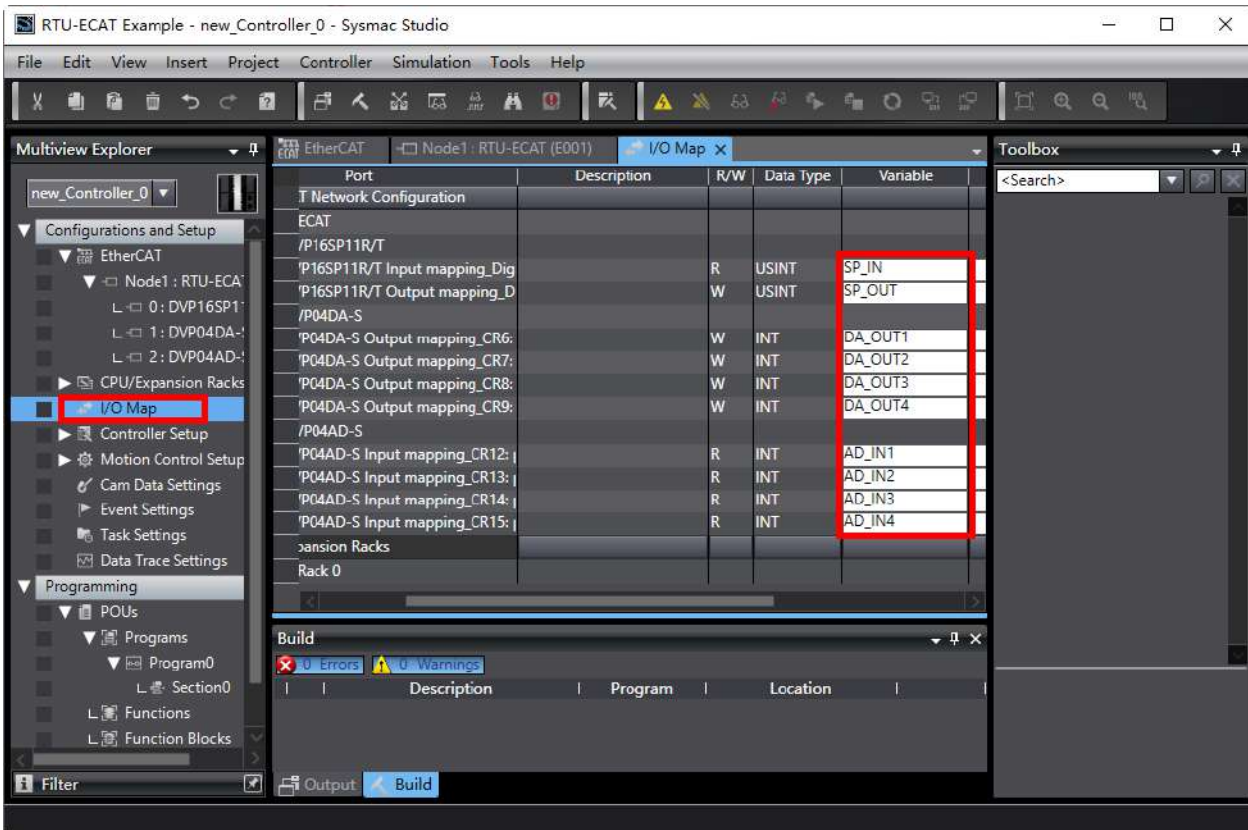 RTU-ECAT Example - new_Controller_0 - Sysmac Studio
File Edit View Insert Project Controller Simulation Tools Help
Multiview Explorer
new_Controller_0
Configurations and Setup
EtherCAT
Node1 : RTU-ECA
0 : DVP16SP1
1 : DVP04DA-
2 : DVP04AD-
CPU/Expansion Racks
I/O Map
Controller Setup
Motion Control Setup
Cam Data Settings
Event Settings
Task Settings
Data Trace Settings
Programming
POUs
Programs
Program0
Section0
Functions
Function Blocks
Filter
EtherCAT Node1 : RTU-ECAT (E001) I/O Map
Port Description R/W Data Type Variable
T Network Configuration
ECAT
/P16SP11R/T
'P16SP11R/T Input mapping_Dig R USINT SP_IN
'P16SP11R/T Output mapping_D W USINT SP_OUT
/P04DA-S
'P04DA-S Output mapping_CR6: W INT DA_OUT1
'P04DA-S Output mapping_CR7: W INT DA_OUT2
'P04DA-S Output mapping_CR8: W INT DA_OUT3
'P04DA-S Output mapping_CR9: W INT DA_OUT4
/P04AD-S
'P04AD-S Input mapping_CR12: R INT AD_IN1
'P04AD-S Input mapping_CR13: R INT AD_IN2
'P04AD-S Input mapping_CR14: R INT AD_IN3
'P04AD-S Input mapping_CR15: R INT AD_IN4
pansion Racks
Rack 0
Build
0 Errors 0 Warnings
Description Program Location
Output Build
Toolbox
<Search>